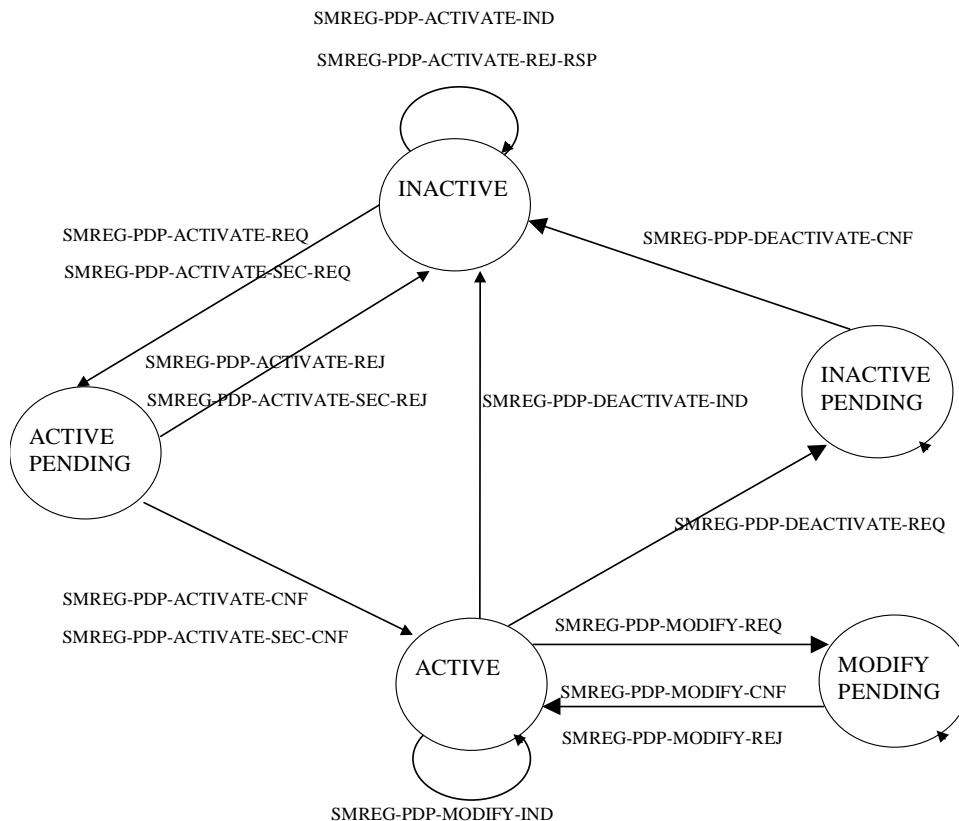 SMREG-PDP-ACTIVATE-IND
SMREG-PDP-ACTIVATE-REJ-RSP
INACTIVE
SMREG-PDP-ACTIVATE-REQ
SMREG-PDP-DEACTIVATE-CNF
SMREG-PDP-ACTIVATE-SEC-REQ
SMREG-PDP-ACTIVATE-REJ
SMREG-PDP-ACTIVATE-SEC-REJ
SMREG-PDP-DEACTIVATE-IND
INACTIVE
PENDING
ACTIVE
PENDING
SMREG-PDP-DEACTIVATE-REQ
SMREG-PDP-ACTIVATE-CNF
SMREG-PDP-ACTIVATE-SEC-CNF
SMREG-PDP-MODIFY-REQ
ACTIVE
MODIFY
PENDING
SMREG-PDP-MODIFY-CNF
SMREG-PDP-MODIFY-REJ
SMREG-PDP-MODIFY-IND